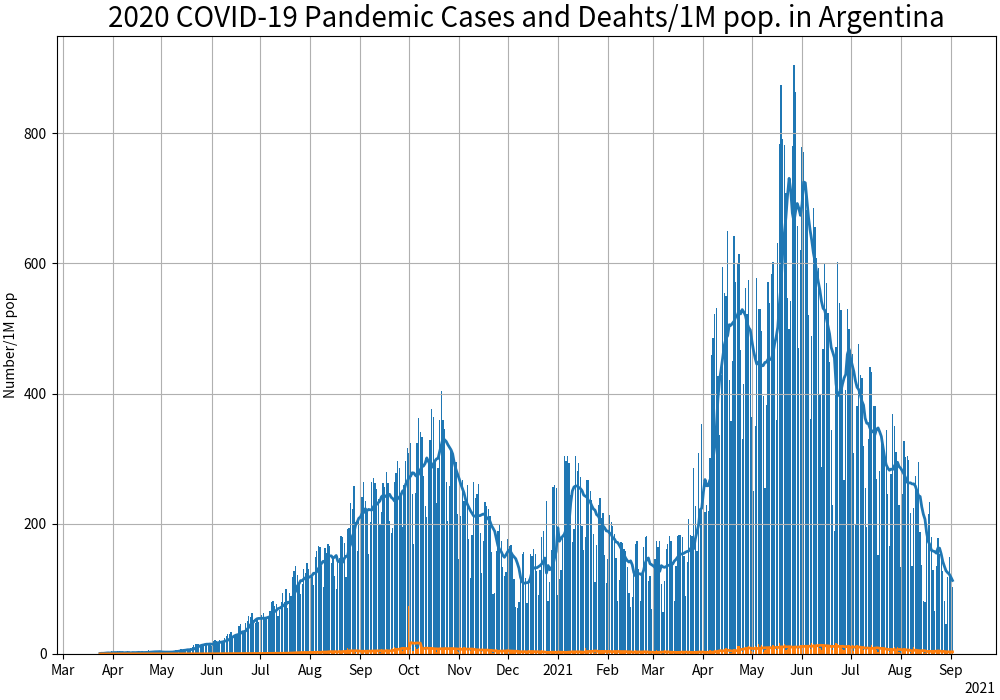 2020 COVID-19 Pandemic Cases and Deahts/1M pop. in Argentina
Number/1M pop
800
600
400
200
0
Mar Apr May Jun Jul Aug Sep Oct Nov Dec 2021 Feb Mar Apr May Jun Jul Aug Sep
2021